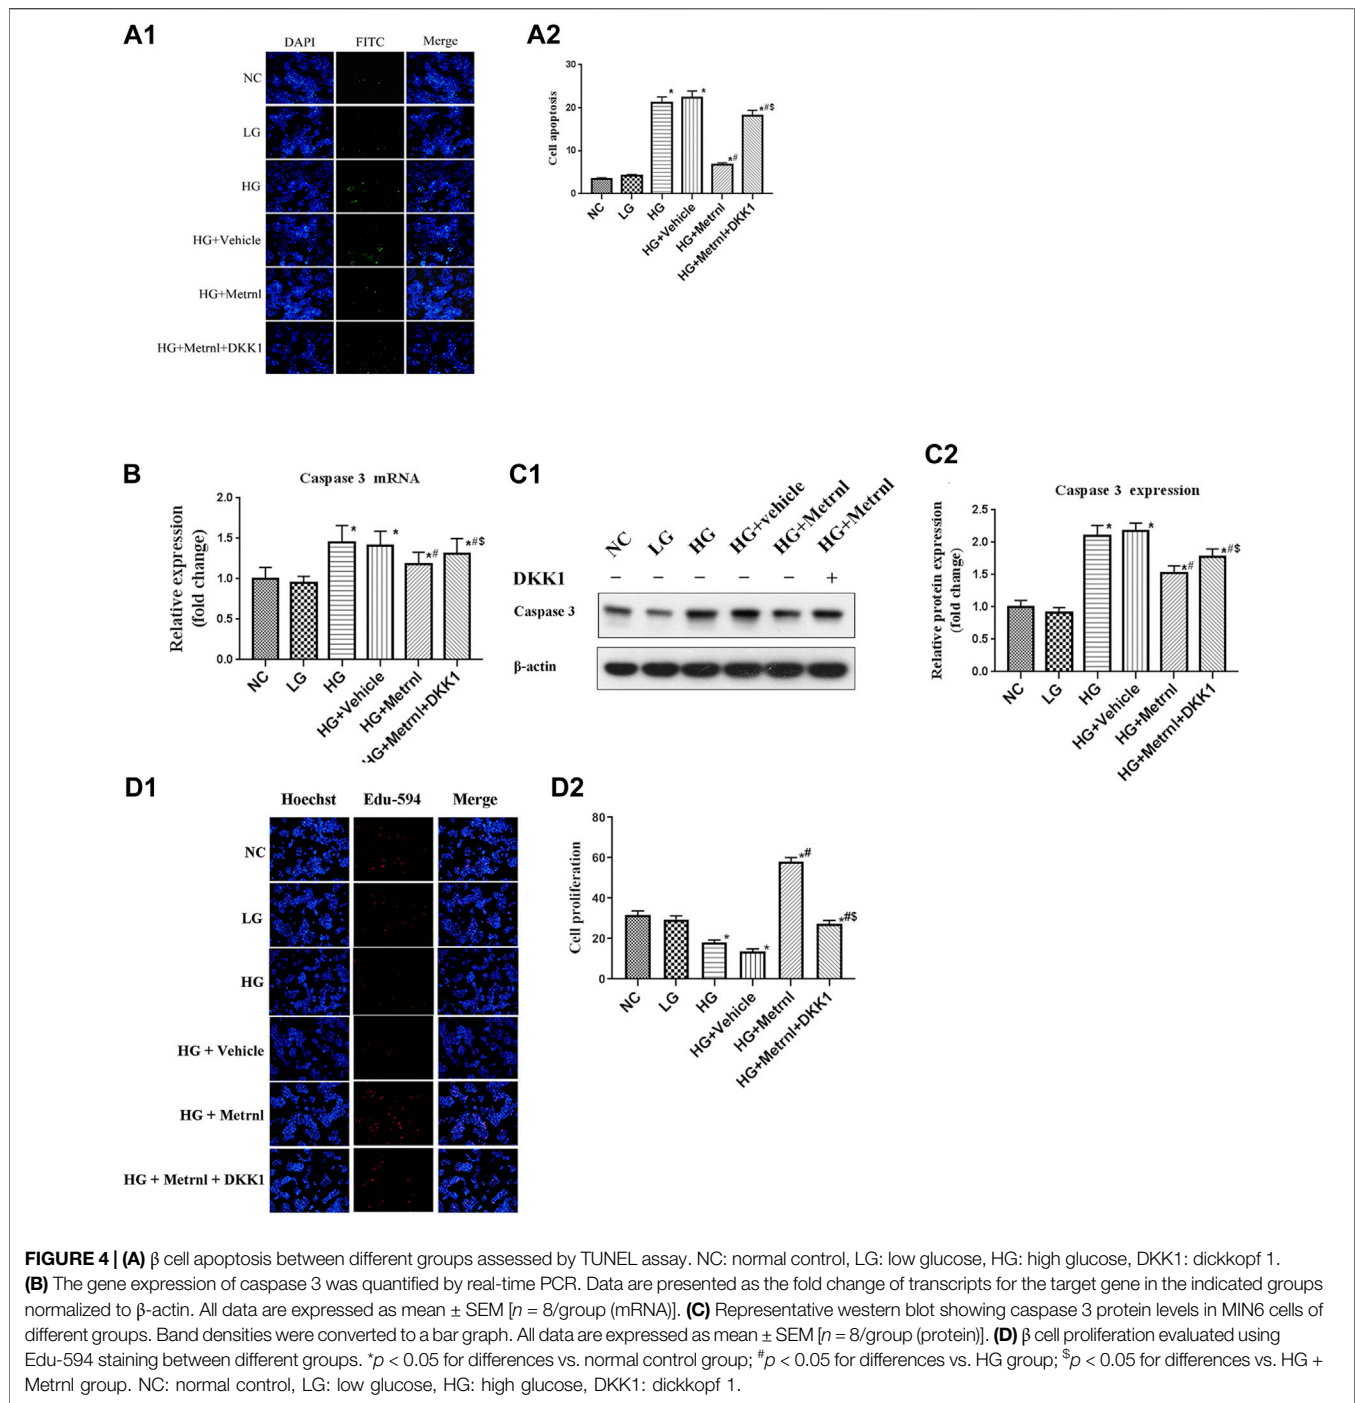 A1
DAPI FITC Merge
NC
LG
HG
HG+Vehicle
HG+Metrnl
HG+Metrnl+DKK1
A2
Cell apoptosis
30
20
10
0
* * *# *#$
NC LG HG HG+Vehicle HG+Metrnl HG+Metrnl+DKK1
B
Caspase 3 mRNA
Relative expression
(fold change)
2.0
1.5
1.0
0.5
0.0
* * *# *#$
NC LG HG HG+Vehicle HG+Metrnl HG+Metrnl+DKK1
C1
NC LG HG HG+vehicle HG+Metrnl HG+Metrnl
DKK1 − − − − − +
Caspase 3
β-actin
C2
Caspase 3 expression
Relative protein expression
(fold change)
2.5
2.0
1.5
1.0
0.5
0.0
* * *# *#$
NC LG HG HG+Vehicle HG+Metrnl HG+Metrnl+DKK1
D1
Hoechst Edu-594 Merge
NC
LG
HG
HG + Vehicle
HG + Metrnl
HG + Metrnl + DKK1
D2
Cell proliferation
80
60
40
20
0
* * *# *#$
NC LG HG HG+Vehicle HG+Metrnl HG+Metrnl+DKK1
FIGURE 4 | (A) β cell apoptosis between different groups assessed by TUNEL assay. NC: normal control, LG: low glucose, HG: high glucose, DKK1: dickkopf 1.
(B) The gene expression of caspase 3 was quantified by real-time PCR. Data are presented as the fold change of transcripts for the target gene in the indicated groups
normalized to β-actin. All data are expressed as mean ± SEM [n = 8/group (mRNA)]. (C) Representative western blot showing caspase 3 protein levels in MIN6 cells of
different groups. Band densities were converted to a bar graph. All data are expressed as mean ± SEM [n = 8/group (protein)]. (D) β cell proliferation evaluated using
Edu-594 staining between different groups. *p < 0.05 for differences vs. normal control group; #p < 0.05 for differences vs. HG group; $p < 0.05 for differences vs. HG +
Metrnl group. NC: normal control, LG: low glucose, HG: high glucose, DKK1: dickkopf 1.